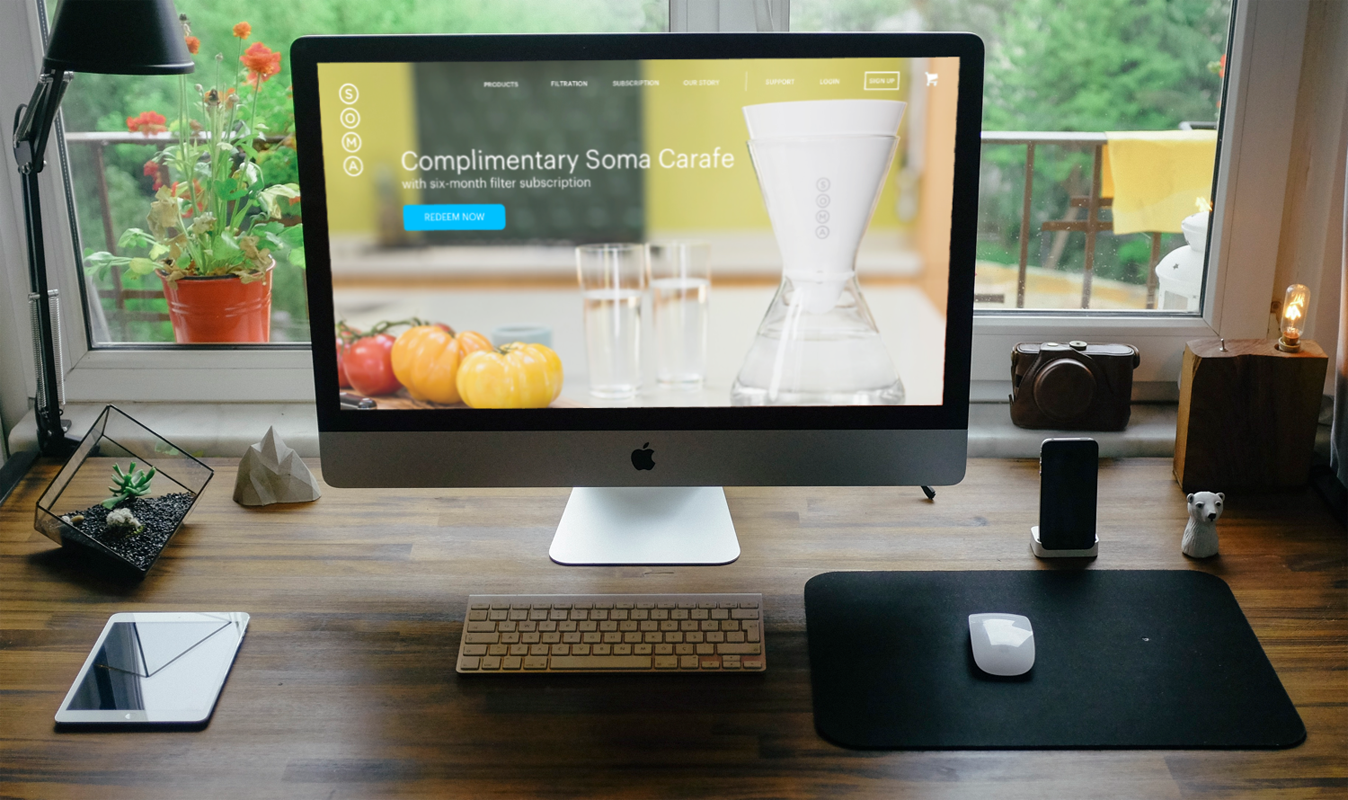 S
O
M
A
PRODUCTS FILTRATION SUBSCRIPTION OUR STORY SUPPORT LOGIN SIGN UP
Complimentary Soma Carafe
with six-month filter subscription
REDEEM NOW
S
O
M
A